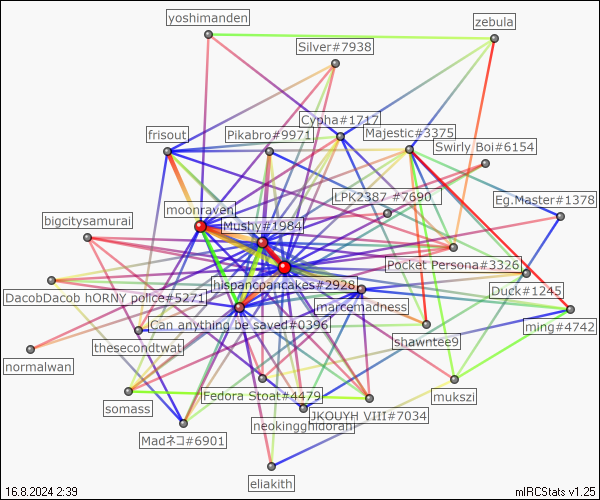 yoshimanden
zebula
Silver#7938
Cypha#1717
frisout
Pikabro#9971
Majestic#3375
Swirly Boi#6154
LPK2387 #7690
Eg.Master#1378
moonraven
bigcitysamurai
Mushy#1984
Pocket Persona#3326
hispancpancakes#2928
Duck#1245
DacobDacob hORNY police#5271
marcemadness
Can anything be saved#0396
ming#4742
thesecondtwat
shawntee9
normalwan
Fedora Stoat#4479
mukszi
somass
JKOUYH VIII#7034
neokingghidorah
Madネコ#6901
eliakith
16.8.2024 2:39
mIRCStats v1.25